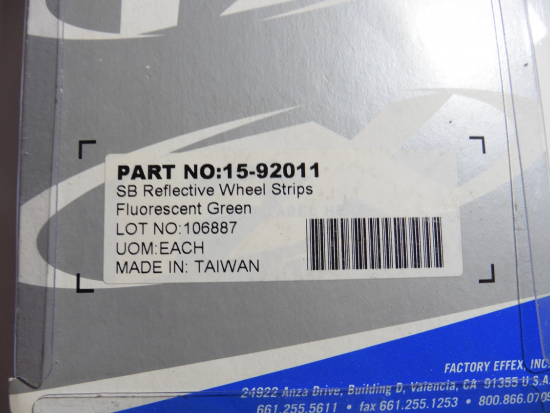 PART NO:15-92011
SB Reflective Wheel Strips
Fluorescent Green
LOT NO:106887
UOM:EACH
MADE IN: TAIWAN
FACTORY EFFEX, INC.
24922 Anza Drive, Building D, Valencia, CA 91355 U.S.A.
661.255.5611 • fax 661.255.1253 • 800.866.0709